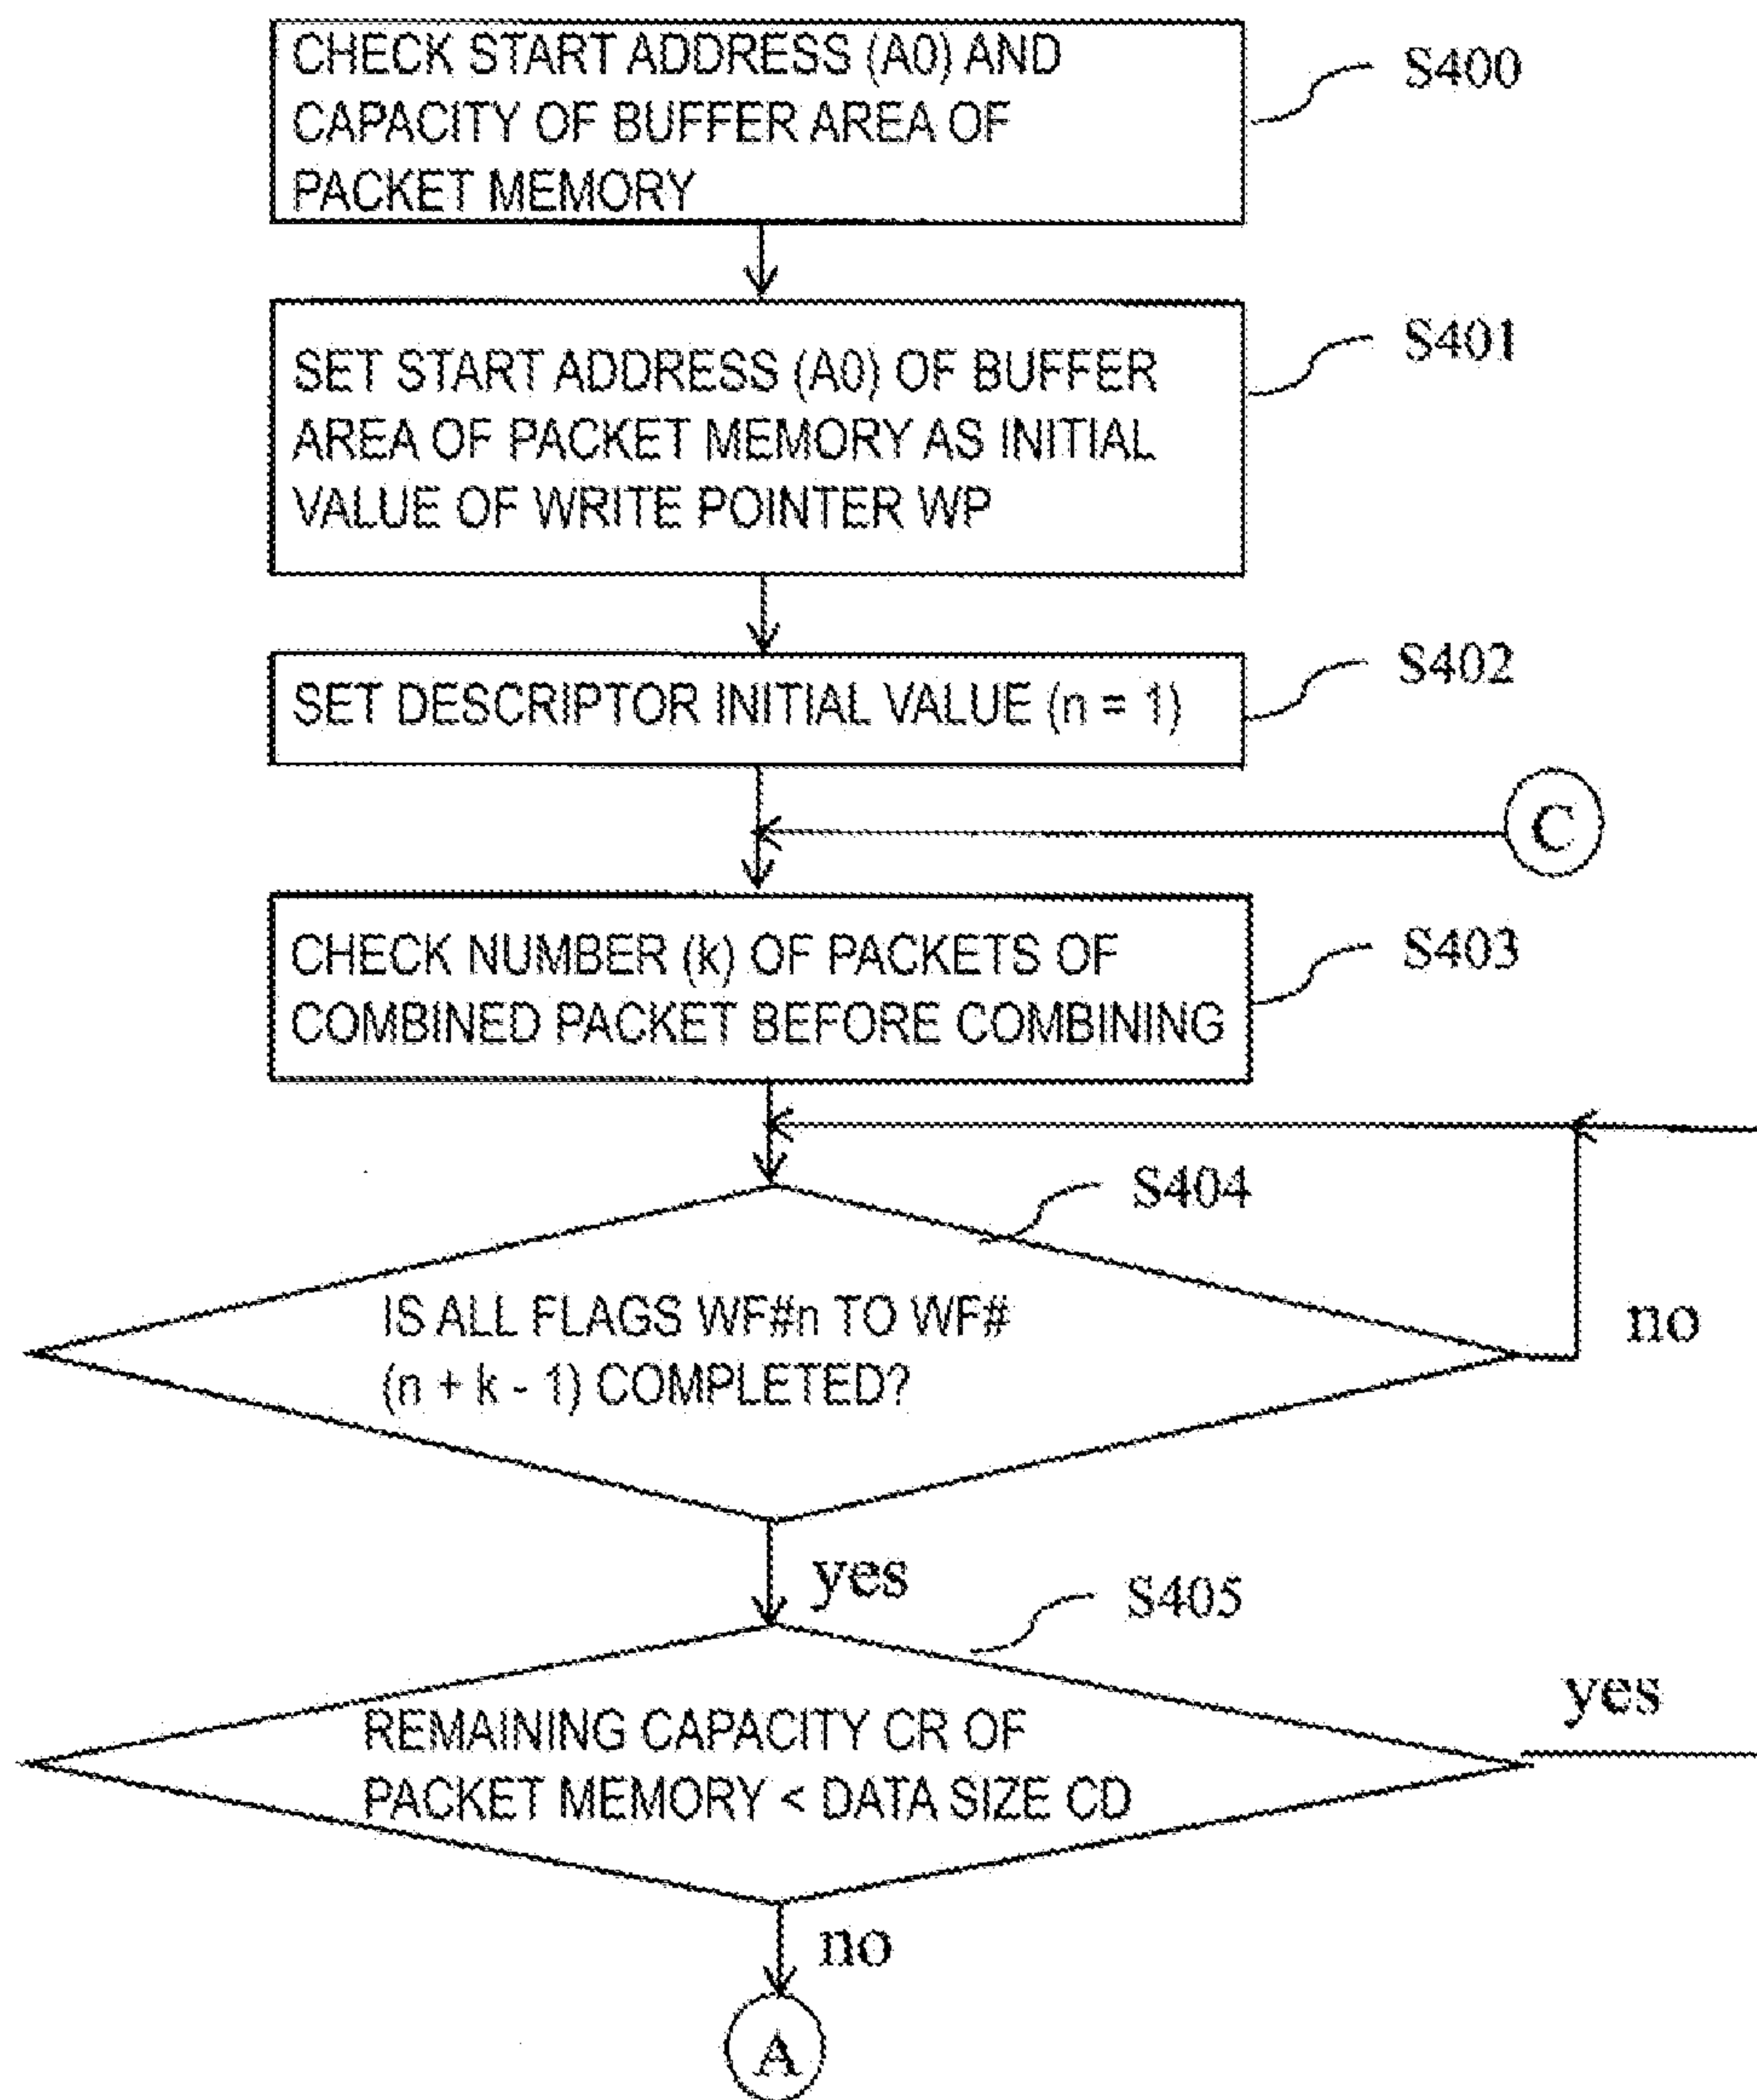 CHECK START ADDRESS (A0) AND
CAPACITY OF BUFFER AREA OF
PACKET MEMORY
S400
SET START ADDRESS (A0) OF BUFFER
AREA OF PACKET MEMORY AS INITIAL
VALUE OF WRITE POINTER WP
S401
SET DESCRIPTOR INITIAL VALUE (n = 1)
S402
C
CHECK NUMBER (k) OF PACKETS OF
COMBINED PACKET BEFORE COMBINING
S403
S404
IS ALL FLAGS WF#n TO WF#
(n + k - 1) COMPLETED?
no
yes
S405
REMAINING CAPACITY CR OF
PACKET MEMORY < DATA SIZE CD
yes
no
A